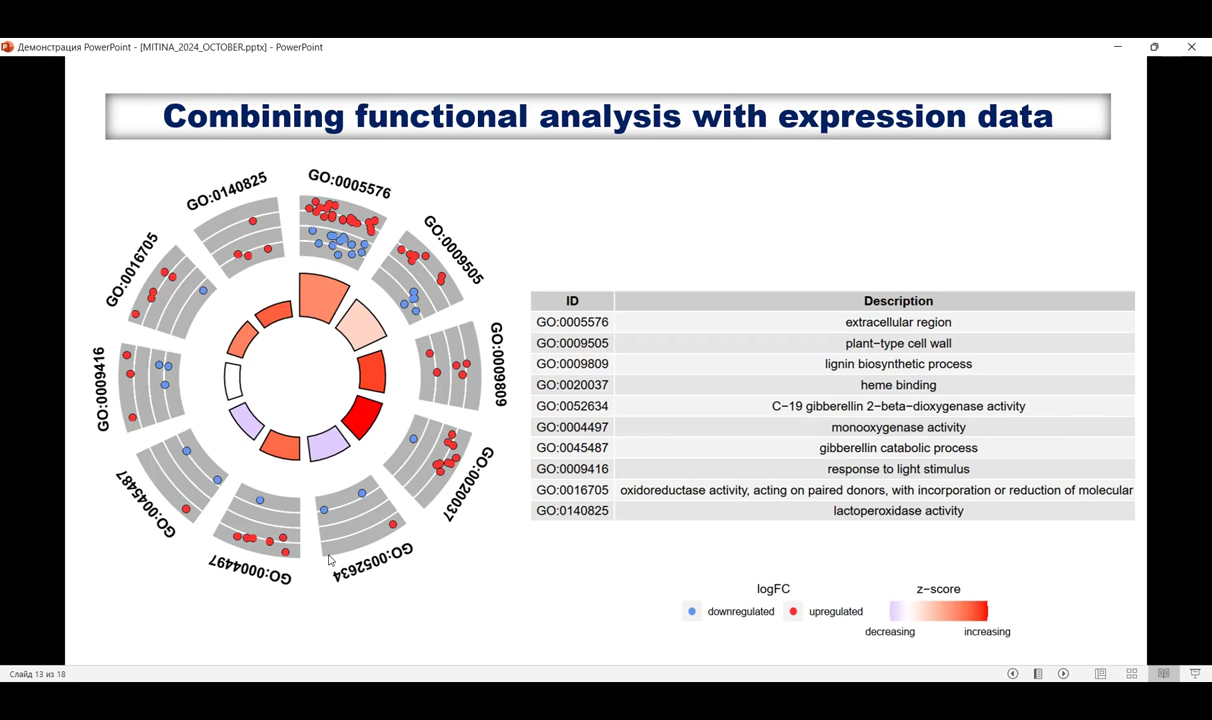 Демонстрация PowerPoint - [MITINA_2024_OCTOBER.pptx] - PowerPoint
Combining functional analysis with expression data
GO:0140825
GO:0005576
GO:0009505
GO:0016705
GO:0009809
GO:0009416
GO:0020037
GO:0045487
GO:0004497
GO:0052634
ID Description
GO:0005576 extracellular region
GO:0009505 plant−type cell wall
GO:0009809 lignin biosynthetic process
GO:0020037 heme binding
GO:0052634 C−19 gibberellin 2−beta−dioxygenase activity
GO:0004497 monooxygenase activity
GO:0045487 gibberellin catabolic process
GO:0009416 response to light stimulus
GO:0016705 oxidoreductase activity, acting on paired donors, with incorporation or reduction of molecular
GO:0140825 lactoperoxidase activity
logFC z−score
downregulated upregulated
decreasing increasing
Слайд 13 из 18